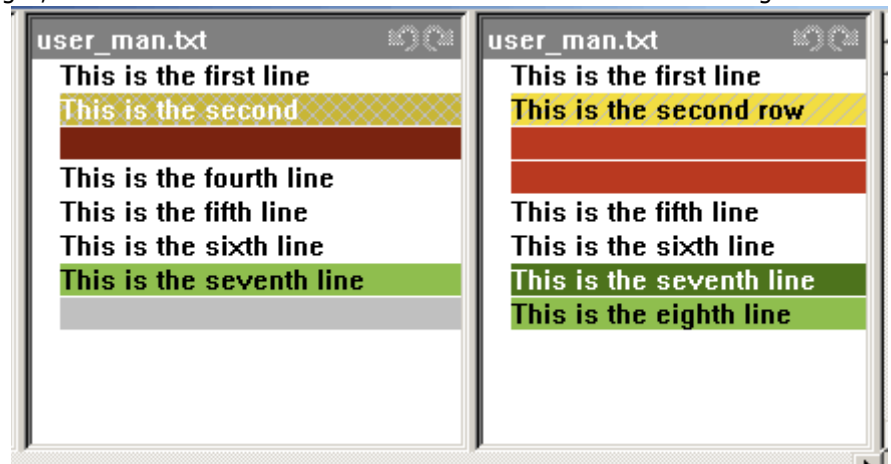 user_man.txt
This is the first line
This is the second
This is the fourth line
This is the fifth line
This is the sixth line
This is the seventh line
user_man.txt
This is the first line
This is the second row
This is the fifth line
This is the sixth line
This is the seventh line
This is the eighth line